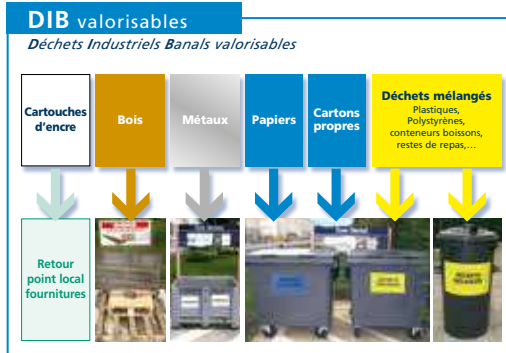 DIB valorisables
Déchets Industriels Banals valorisables
Cartouches
d'encre
Bois
Métaux
Papiers
Cartons
propres
Déchets mélangés
Plastiques,
Polystyrènes,
conteneurs boissons,
restes de repas,...
Retour
point local
fournitures